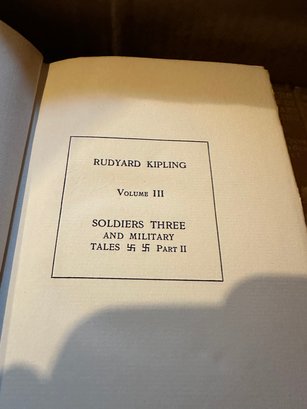 RUDYARD KIPLING
VOLUME III
SOLDIERS THREE
AND MILITARY
TALES 卐 卐 PART II